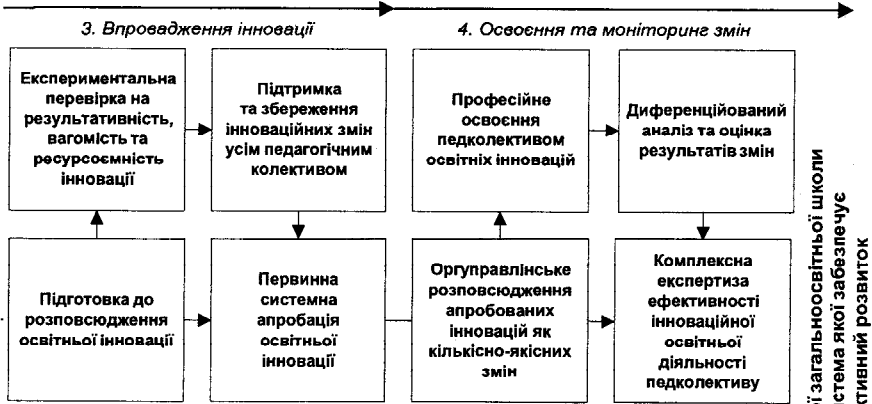 3. Впровадження інновації
4. Освоєння та моніторинг змін
Експериментальна
перевірка на
результативність,
вагомість та
ресурсоємність
інновації
Підтримка
та збереження
інноваційних змін
усім педагогічним
колективом
Професійне
освоєння
педколективом
освітніх інновацій
Диференційований
аналіз та оцінка
результатів змін
Підготовка до
розповсюдження
освітньої інновації
Первинна
системна
апробація
освітньої
інновації
Оргуправлінське
розповсюдження
апробованих
інновацій як
кількісно-якісних
змін
Комплексна
експертиза
ефективності
інноваційної
освітньої
діяльності
педколективу
загальноосвітньої школи
якої забезпечує
розвиток